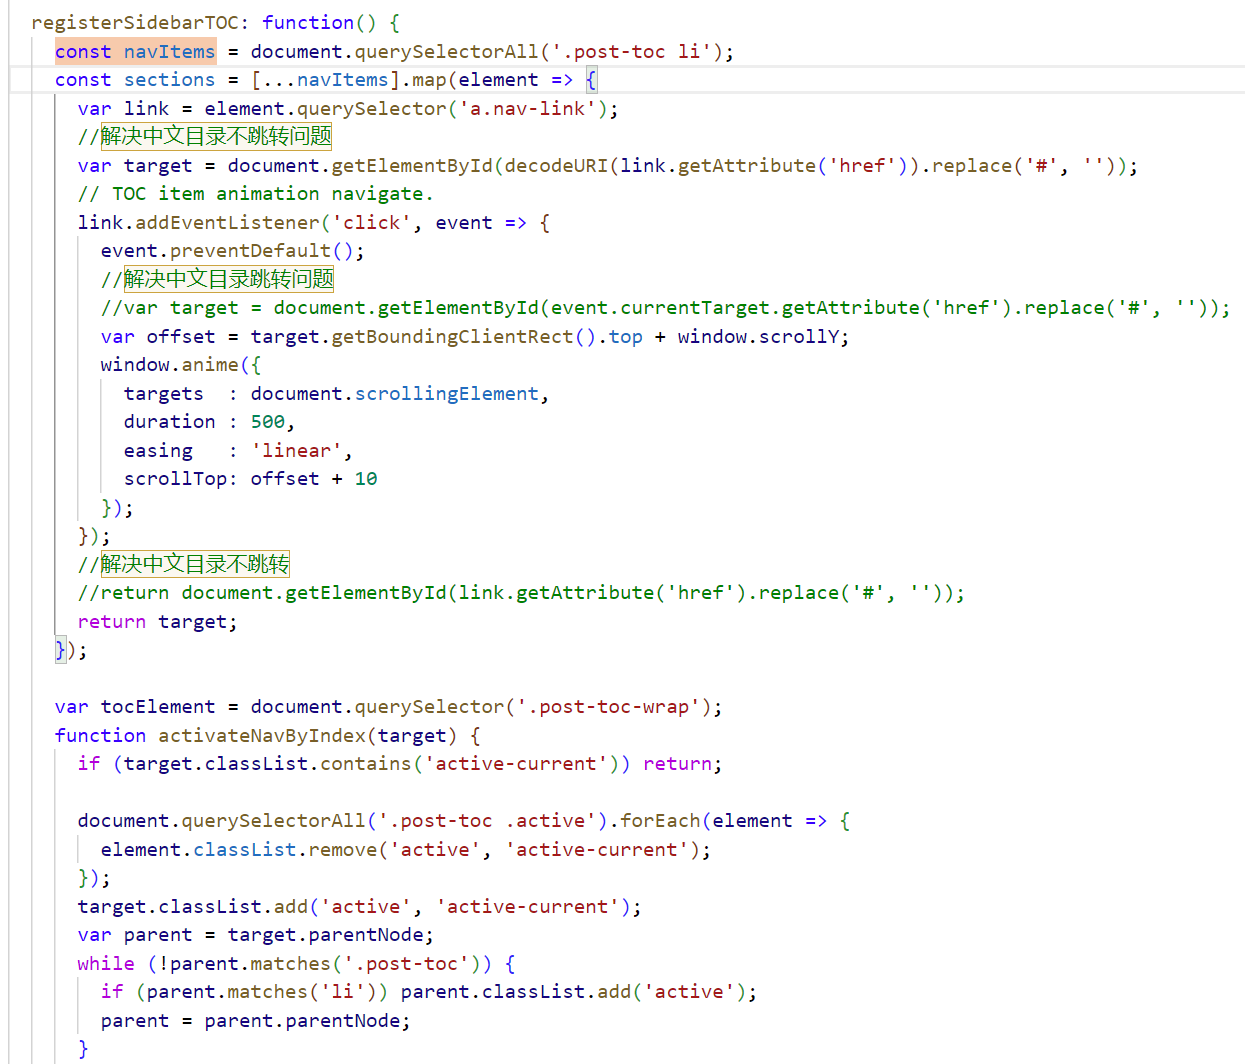 registerSidebarTOC: function() {
const navItems = document.querySelectorAll('.post-toc li');
const sections = [...navItems].map(element => {
var link = element.querySelector('a.nav-link');
//解决中文目录不跳转问题
var target = document.getElementById(decodeURI(link.getAttribute('href')).replace('#', ''));
// TOC item animation navigate.
link.addEventListener('click', event => {
event.preventDefault();
//解决中文目录跳转问题
//var target = document.getElementById(event.currentTarget.getAttribute('href').replace('#', ''));
var offset = target.getBoundingClientRect().top + window.scrollY;
window.anime({
targets  : document.scrollingElement,
duration : 500,
easing   : 'linear',
scrollTop: offset + 10
});
});
//解决中文目录不跳转
//return document.getElementById(link.getAttribute('href').replace('#', ''));
return target;
});
var tocElement = document.querySelector('.post-toc-wrap');
function activateNavByIndex(target) {
if (target.classList.contains('active-current')) return;
document.querySelectorAll('.post-toc .active').forEach(element => {
element.classList.remove('active', 'active-current');
});
target.classList.add('active', 'active-current');
var parent = target.parentNode;
while (!parent.matches('.post-toc')) {
if (parent.matches('li')) parent.classList.add('active');
parent = parent.parentNode;
}